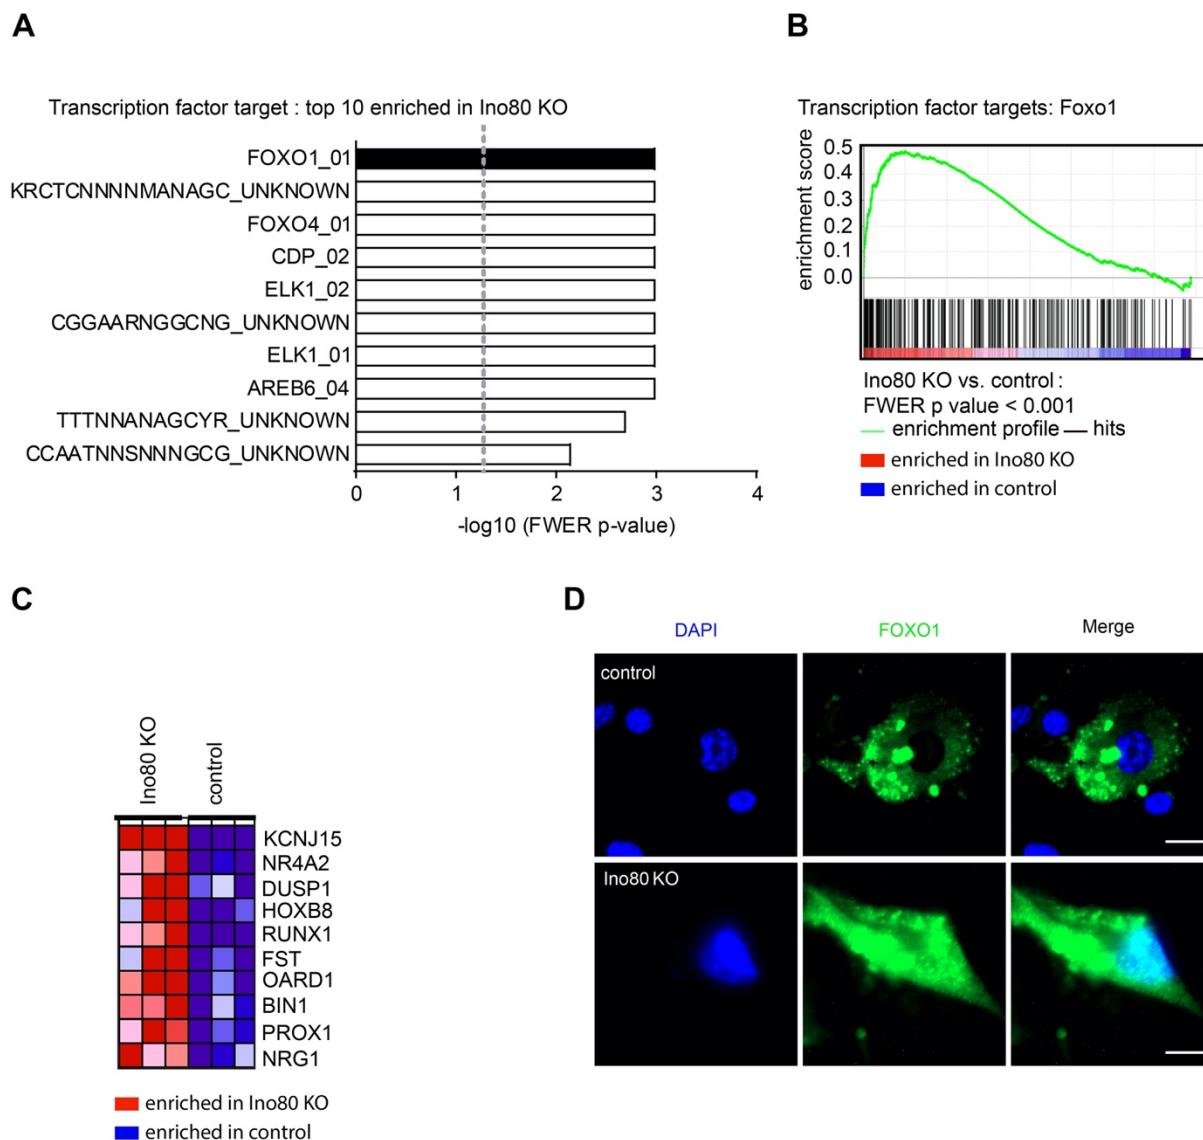 A
Transcription factor target : top 10 enriched in Ino80 KO
FOXO1_01
KRCTCNNNNMANAGC_UNKNOWN
FOXO4_01
CDP_02
ELK1_02
CGGAARNGGCNG_UNKNOWN
ELK1_01
AREB6_04
TTTNNANAGCYR_UNKNOWN
CCAATNNSNNNGCG_UNKNOWN
0 1 2 3 4
-log10 (FWER p-value)
B
Transcription factor targets: Foxo1
enrichment score
0.5
0.4
0.3
0.2
0.1
0.0
Ino80 KO vs. control :
FWER p value < 0.001
enrichment profile hits
enriched in Ino80 KO
enriched in control
C
Ino80 KO
control
KCNJ15
NR4A2
DUSP1
HOXB8
RUNX1
FST
OARD1
BIN1
PROX1
NRG1
enriched in Ino80 KO
enriched in control
D
DAPI FOXO1 Merge
control
Ino80 KO